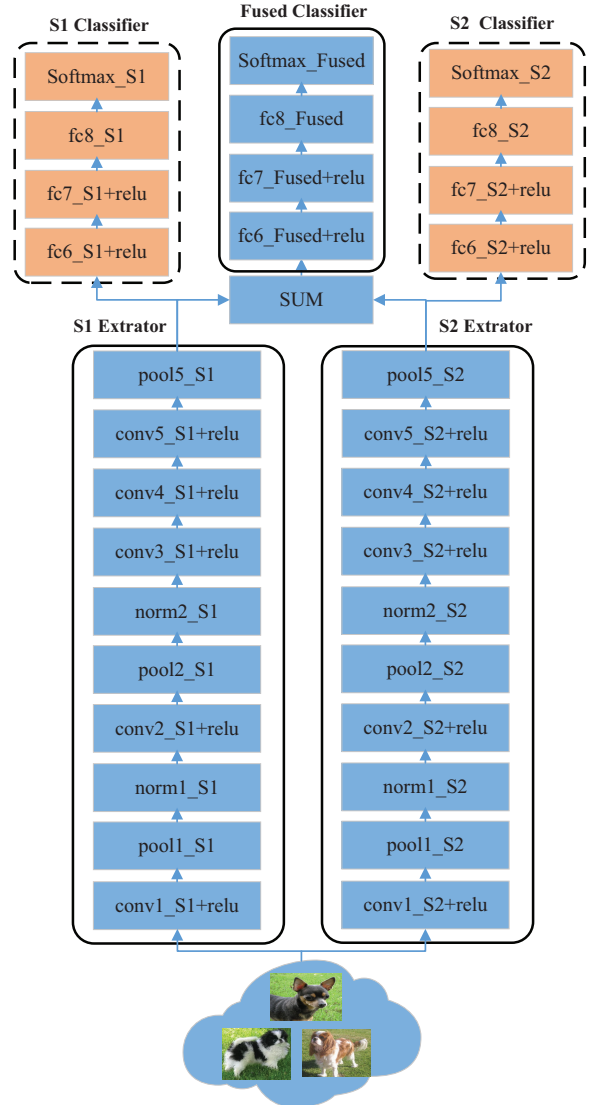 S1 Classifier
Softmax_S1
fc8_S1
fc7_S1+relu
fc6_S1+relu
Fused Classifier
Softmax_Fused
fc8_Fused
fc7_Fused+relu
fc6_Fused+relu
SUM
S2 Classifier
Softmax_S2
fc8_S2
fc7_S2+relu
fc6_S2+relu
S1 Extrator
pool5_S1
conv5_S1+relu
conv4_S1+relu
conv3_S1+relu
norm2_S1
pool2_S1
conv2_S1+relu
norm1_S1
pool1_S1
conv1_S1+relu
S2 Extrator
pool5_S2
conv5_S2+relu
conv4_S2+relu
conv3_S2+relu
norm2_S2
pool2_S2
conv2_S2+relu
norm1_S2
pool1_S2
conv1_S2+relu